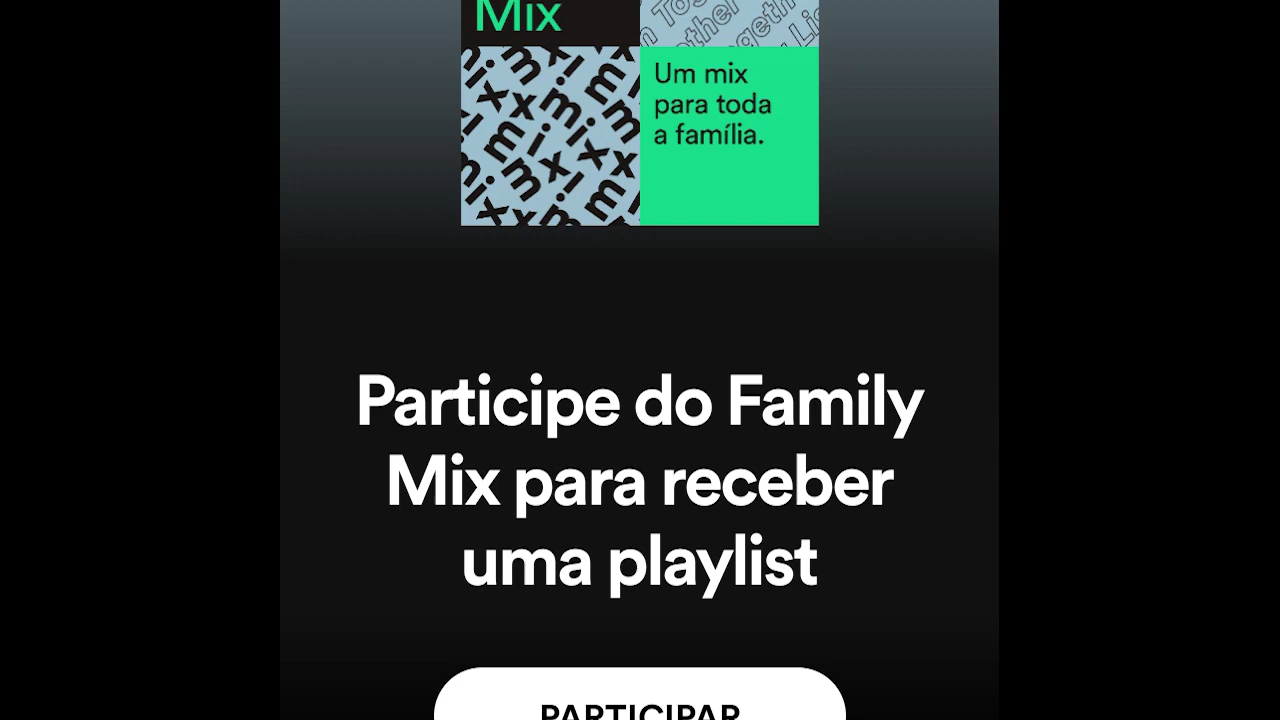 Mix
Um mix
para toda
a família.
Participe do Family
Mix para receber
uma playlist
PARTICIPAR